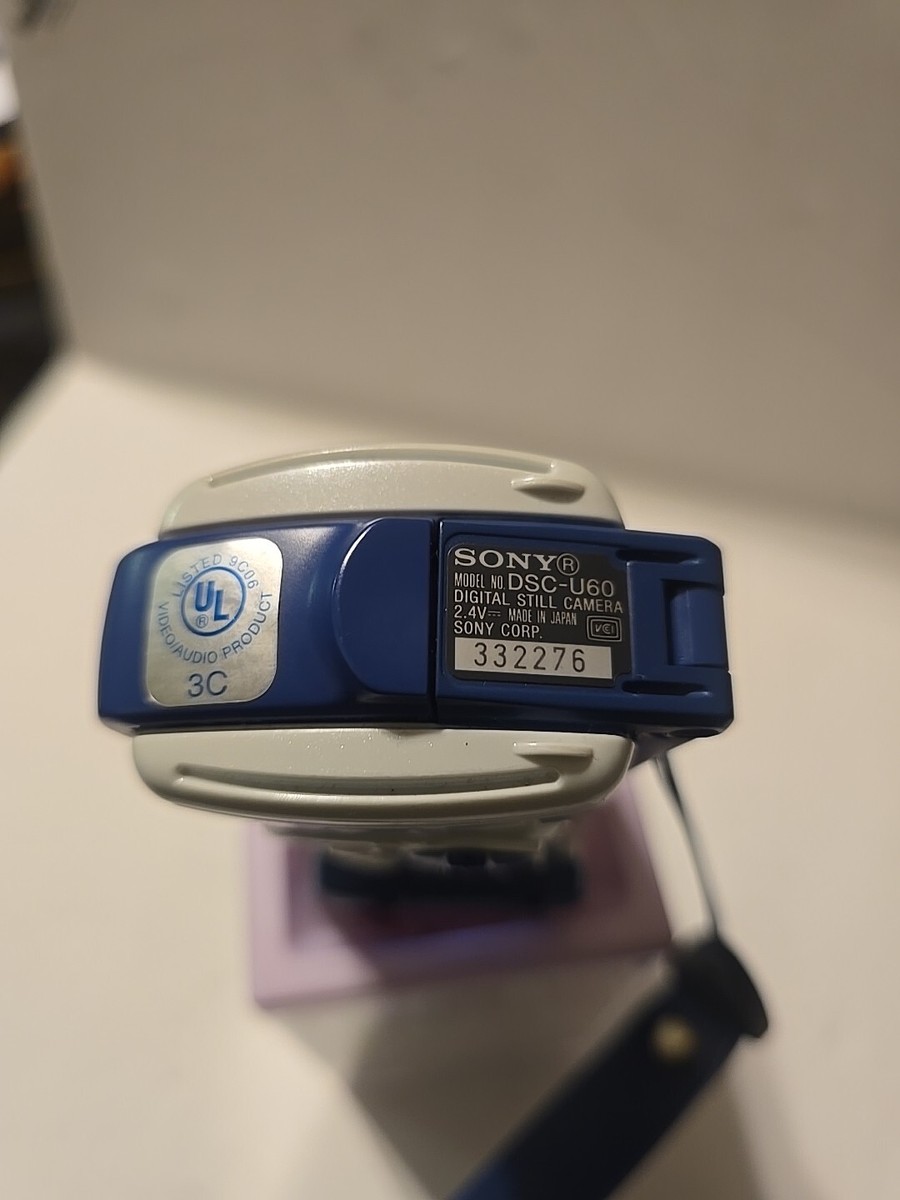 LISTED 9C06
UL
®
VIDEO/AUDIO PRODUCT
3C
SONY®
MODEL NO. DSC-U60
DIGITAL STILL CAMERA
2.4V⎓ MADE IN JAPAN
SONY CORP. VCI
332276